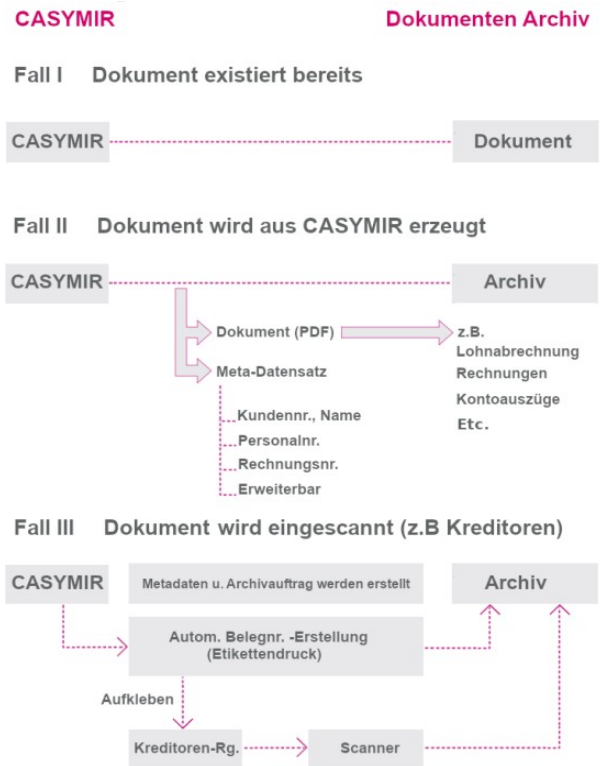 CASYMIR
Dokumenten Archiv
Fall I Dokument existiert bereits
CASYMIR
Dokument
Fall II Dokument wird aus CASYMIR erzeugt
CASYMIR
Archiv
Dokument (PDF)
z.B.
Lohnabrechnung
Meta-Datensatz
Rechnungen
Kontoauszüge
Kundennr., Name
Etc.
Personalnr.
Rechnungsnr.
Erweiterbar
Fall III Dokument wird eingescannt (z.B Kreditoren)
CASYMIR
Metadaten u. Archivauftrag werden erstellt
Archiv
Autom. Belegnr. -Erstellung
(Etikettendruck)
Aufkleben
Kreditoren-Rg.
Scanner